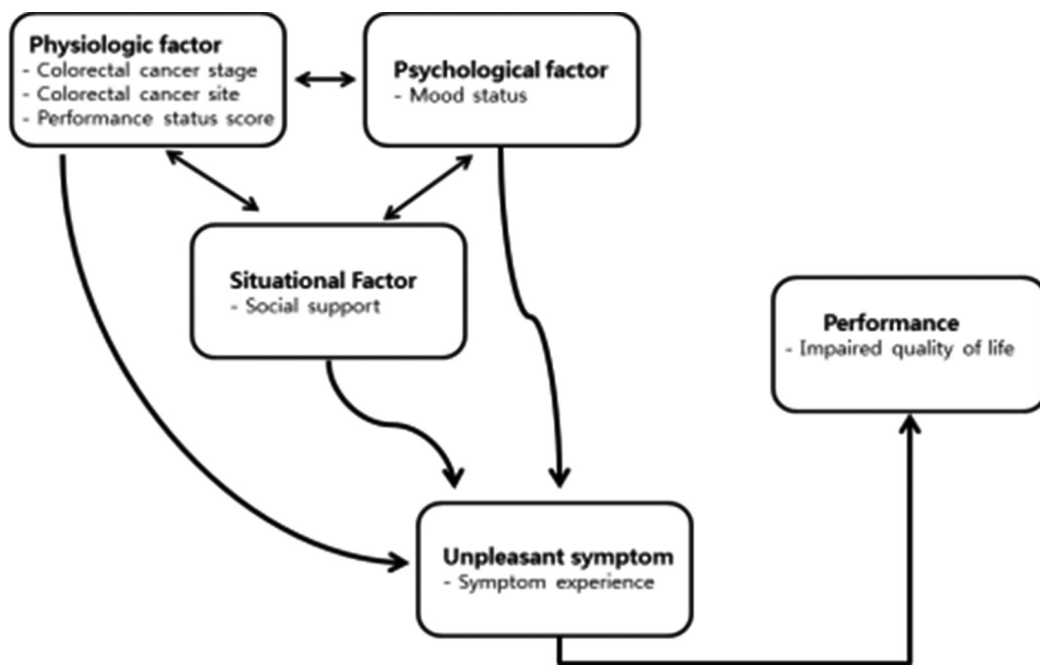 Physiologic factor
- Colorectal cancer stage
- Colorectal cancer site
- Performance status score
Psychological factor
- Mood status
Situational Factor
- Social support
Performance
- Impaired quality of life
Unpleasant symptom
- Symptom experience